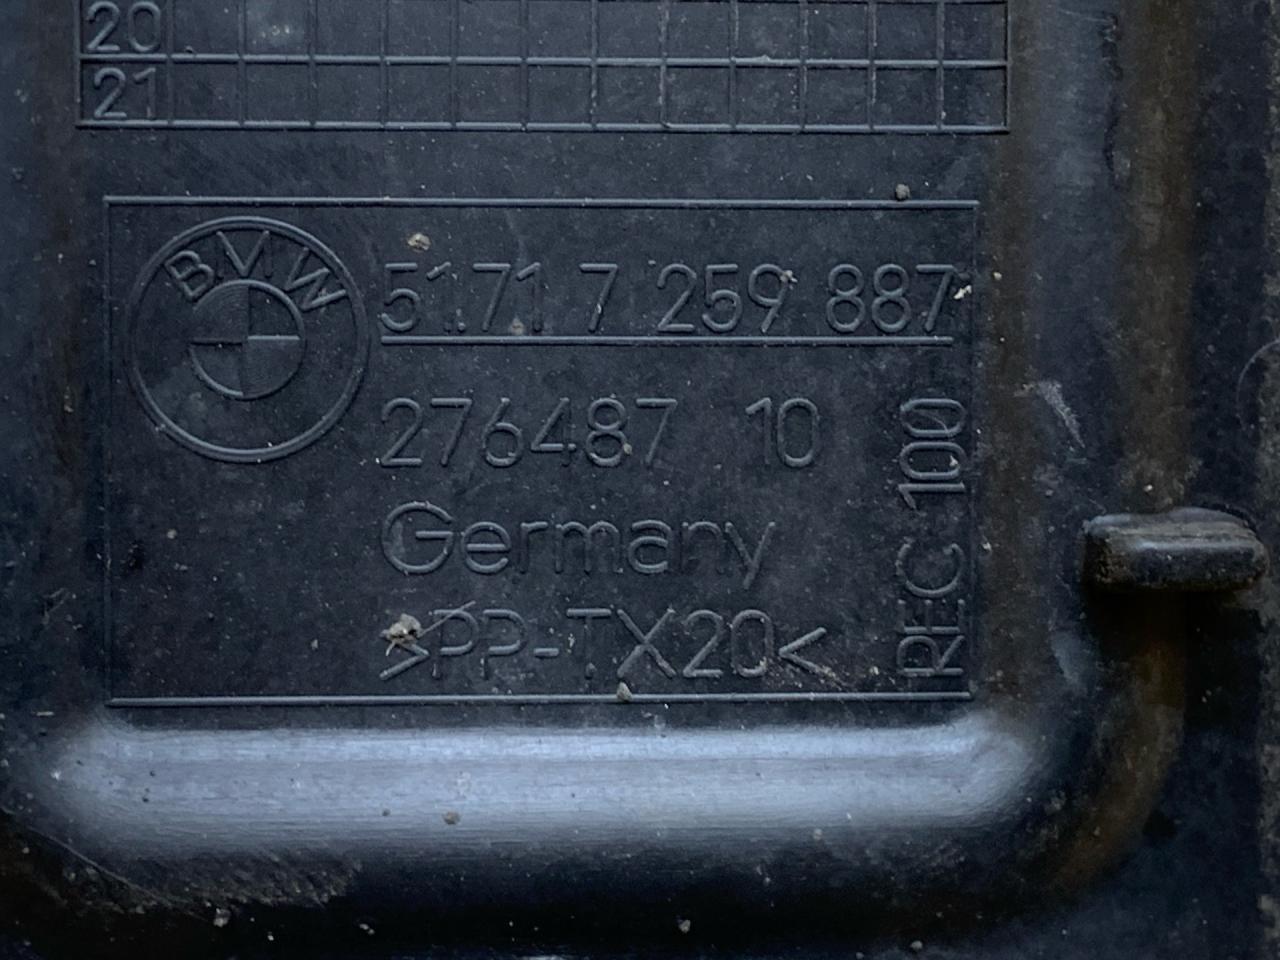 20
21
BMW
51.71 7 259 887
276487 10
Germany
>PP-TX20<
REC 100